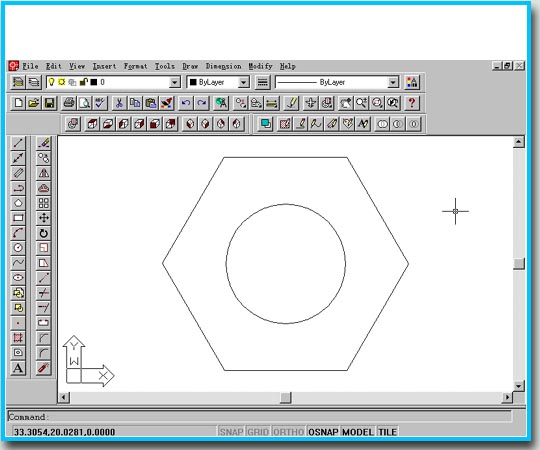 File Edit View Insert Format Tools Draw Dimension Modify Help
0 ByLayer ByLayer
Y
W
X
A
Command:
33.3054,20.0281,0.0000 SNAP GRID ORTHO OSNAP MODEL TILE